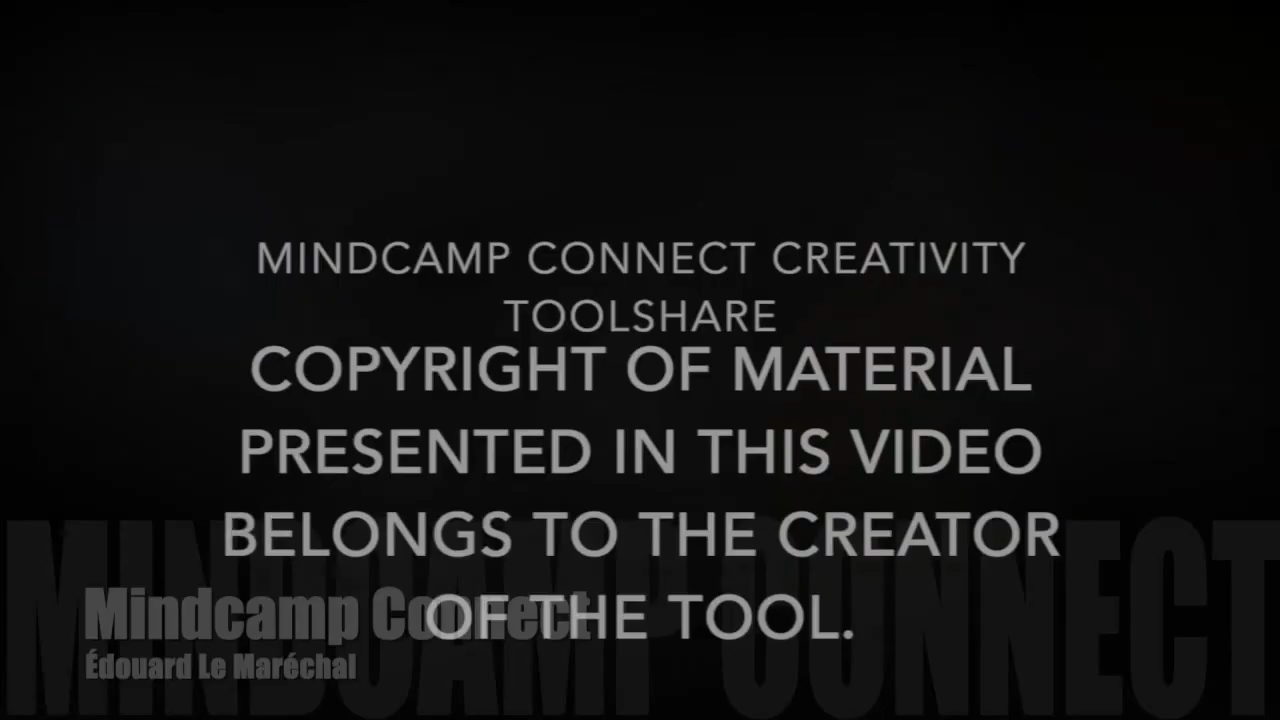 MINDCAMP CONNECT CREATIVITY
TOOLSHARE
COPYRIGHT OF MATERIAL
PRESENTED IN THIS VIDEO
BELONGS TO THE CREATOR
OF THE TOOL.
MINDCAMP CONNECT
Mindcamp Connect
Édouard Le Maréchal